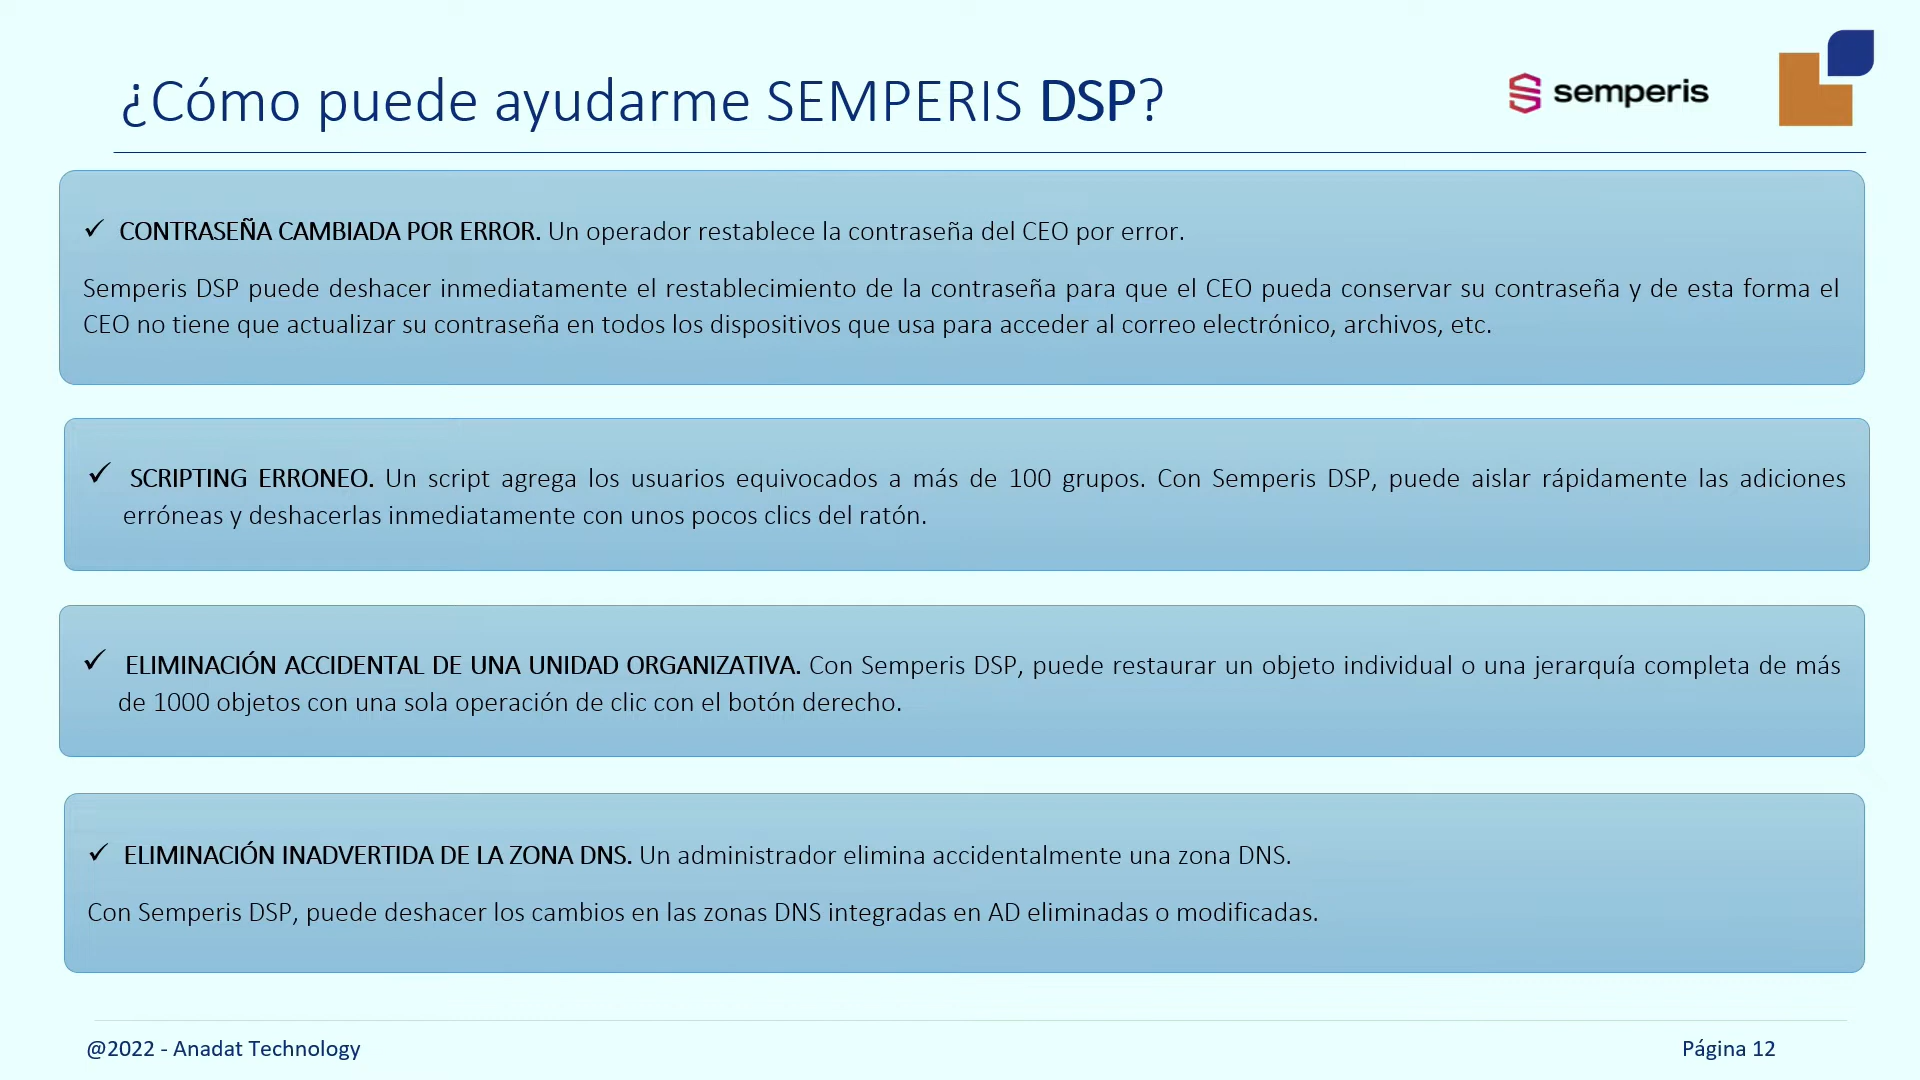 ¿Cómo puede ayudarme SEMPERIS DSP?
semperis
✓ CONTRASEÑA CAMBIADA POR ERROR. Un operador restablece la contraseña del CEO por error.
Semperis DSP puede deshacer inmediatamente el restablecimiento de la contraseña para que el CEO pueda conservar su contraseña y de esta forma el
CEO no tiene que actualizar su contraseña en todos los dispositivos que usa para acceder al correo electrónico, archivos, etc.
✓ SCRIPTING ERRONEO. Un script agrega los usuarios equivocados a más de 100 grupos. Con Semperis DSP, puede aislar rápidamente las adiciones
erróneas y deshacerlas inmediatamente con unos pocos clics del ratón.
✓ ELIMINACIÓN ACCIDENTAL DE UNA UNIDAD ORGANIZATIVA. Con Semperis DSP, puede restaurar un objeto individual o una jerarquía completa de más
de 1000 objetos con una sola operación de clic con el botón derecho.
✓ ELIMINACIÓN INADVERTIDA DE LA ZONA DNS. Un administrador elimina accidentalmente una zona DNS.
Con Semperis DSP, puede deshacer los cambios en las zonas DNS integradas en AD eliminadas o modificadas.
@2022 - Anadat Technology
Página 12